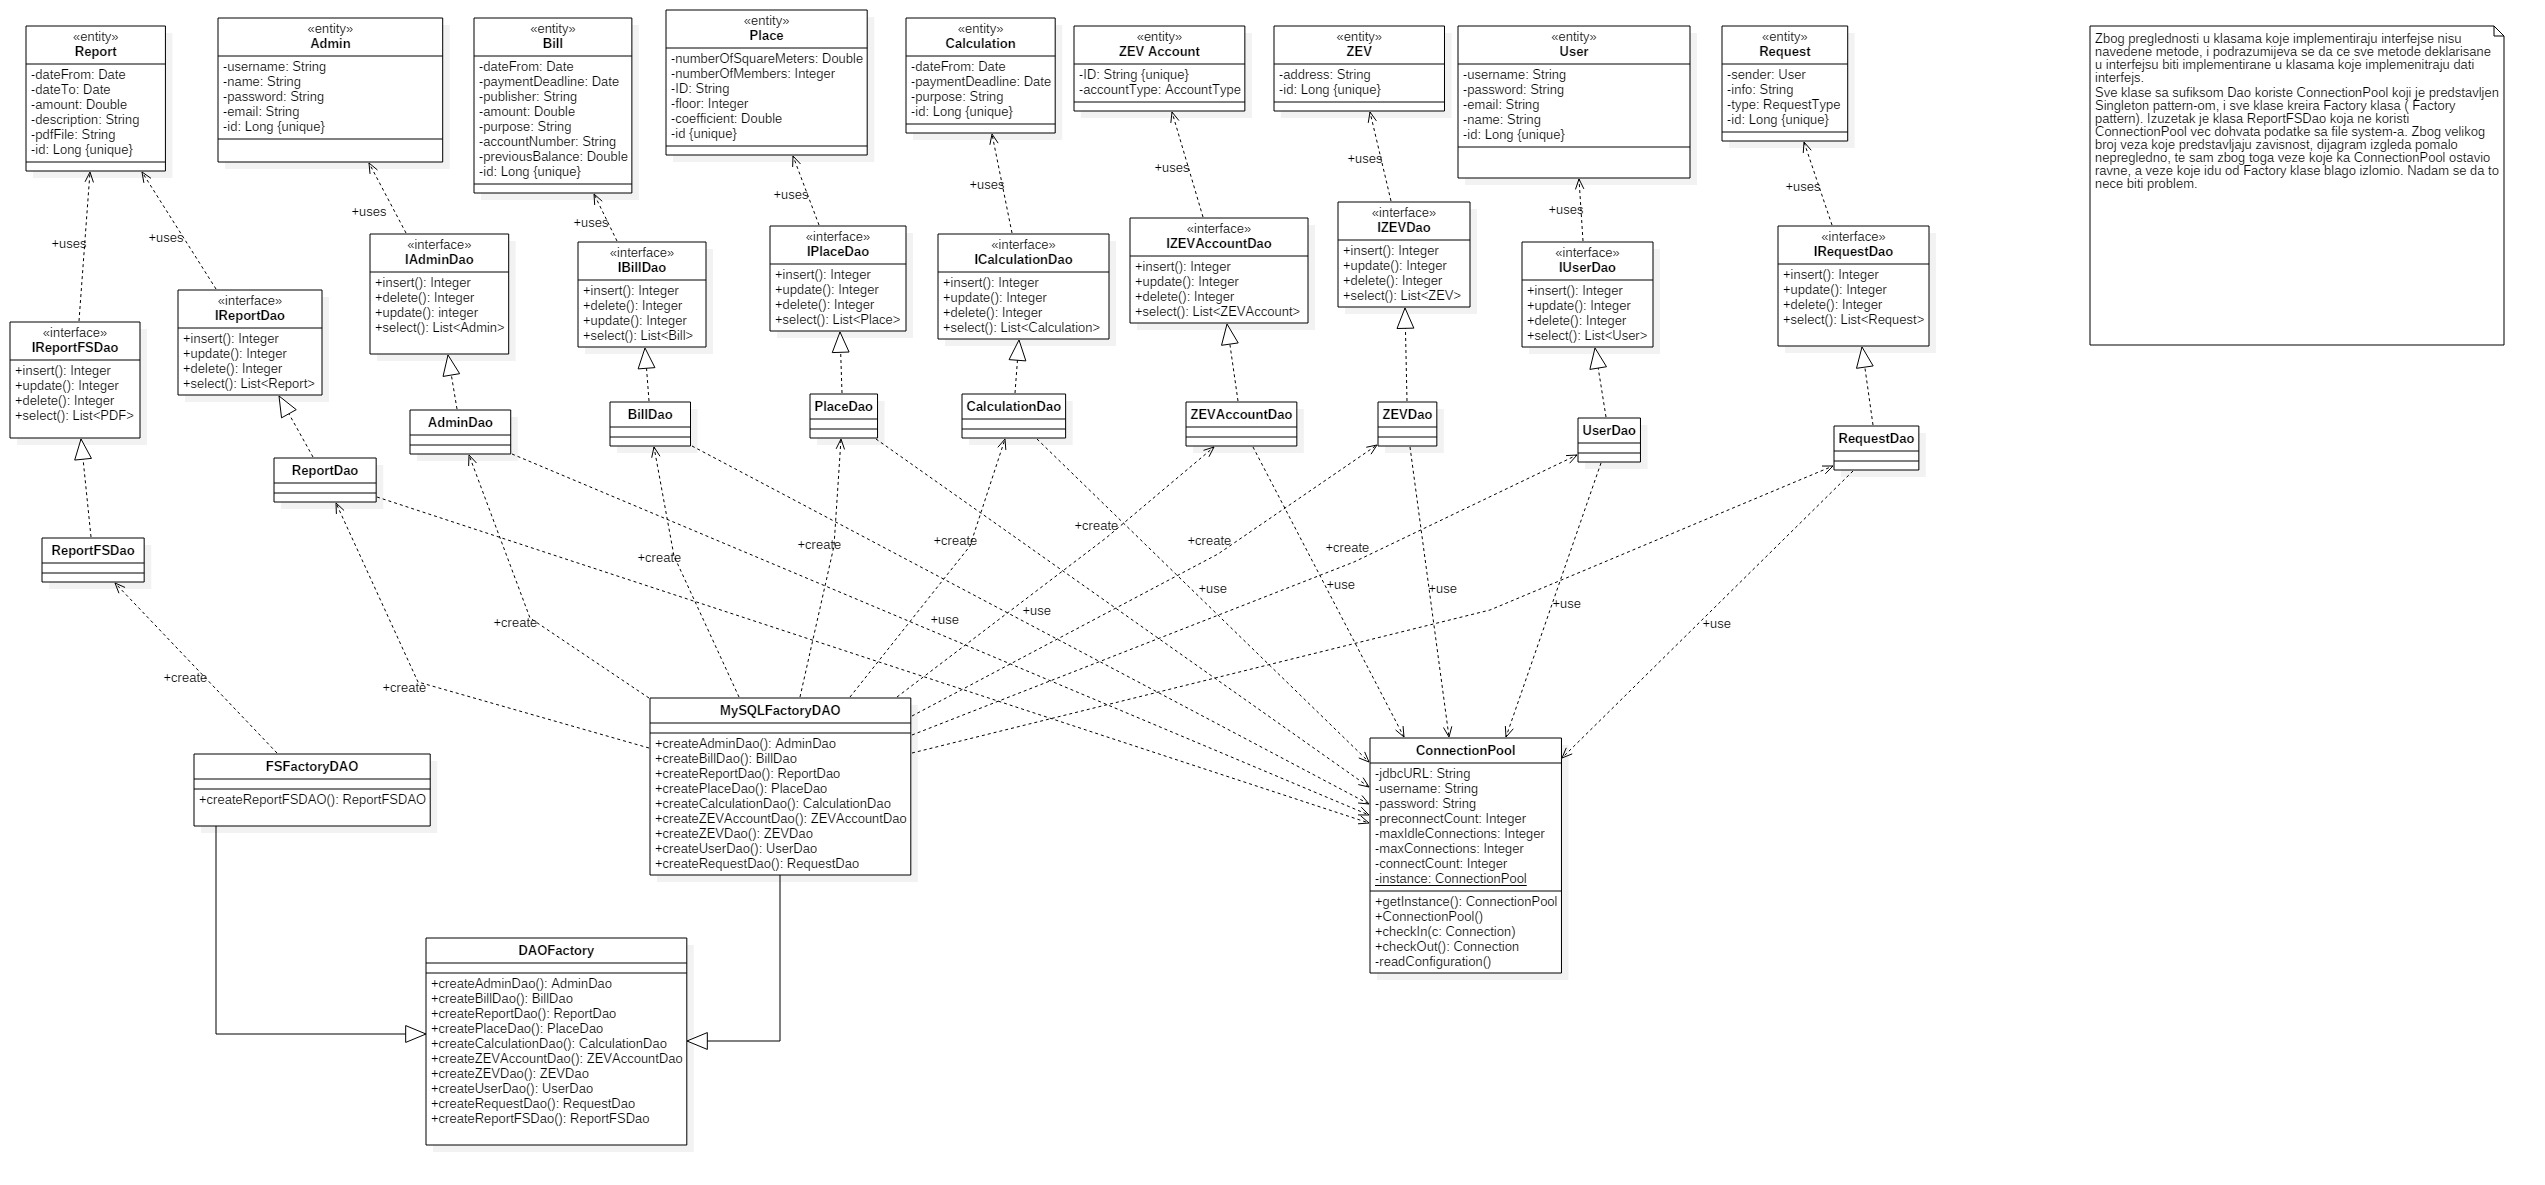 «entity»
Report
-dateFrom: Date
-dateTo: Date
-amount: Double
-description: String
-pdfFile: String
-id: Long {unique}
«entity»
Admin
-username: String
-name: String
-password: String
-email: String
-id: Long {unique}
«entity»
Bill
-dateFrom: Date
-paymentDeadline: Date
-publisher: String
-amount: Double
-purpose: String
-accountNumber: String
-previousBalance: Double
-id: Long {unique}
«entity»
Place
-numberOfSquareMeters: Double
-numberOfMembers: Integer
-ID: String
-floor: Integer
-coefficient: Double
-id {unique}
«entity»
Calculation
-dateFrom: Date
-paymentDeadline: Date
-purpose: String
-id: Long {unique}
«entity»
ZEV Account
-ID: String {unique}
-accountType: AccountType
«entity»
ZEV
-address: String
-id: Long {unique}
«entity»
User
-username: String
-password: String
-email: String
-name: String
-id: Long {unique}
«entity»
Request
-sender: User
-info: String
-type: RequestType
-id: Long {unique}
Zbog preglednosti u klasama koje implementiraju interfejse nisu
navedene metode, i podrazumijeva se da ce sve metode deklarisane
u interfejsu biti implementirane u klasama koje implemenitraju dati
interfejs.
Sve klase sa sufiksom Dao koriste ConnectionPool koji je predstavljen
Singleton pattern-om, i sve klase kreira Factory klasa ( Factory
pattern). Izuzetak je klasa ReportFSDao koja ne koristi
ConnectionPool vec dohvata podatke sa file system-a. Zbog velikog
broj veza koje predstavljaju zavisnost, dijagram izgleda pomalo
nepregledno, te sam zbog toga veze koje ka ConnectionPool ostavio
ravne, a veze koje idu od Factory klase blago izlomio. Nadam se da to
nece biti problem.
+uses
+uses
+uses
+uses
+uses
+uses
+uses
+uses
+uses
+uses
«interface»
IReportFSDao
+insert(): Integer
+update(): Integer
+delete(): Integer
+select(): List<PDF>
«interface»
IReportDao
+insert(): Integer
+update(): Integer
+delete(): Integer
+select(): List<Report>
«interface»
IAdminDao
+insert(): Integer
+delete(): Integer
+update(): integer
+select(): List<Admin>
«interface»
IBillDao
+insert(): Integer
+delete(): Integer
+update(): Integer
+select(): List<Bill>
«interface»
IPlaceDao
+insert(): Integer
+update(): Integer
+delete(): Integer
+select(): List<Place>
«interface»
ICalculationDao
+insert(): Integer
+update(): Integer
+delete(): Integer
+select(): List<Calculation>
«interface»
IZEVAccountDao
+insert(): Integer
+update(): Integer
+delete(): Integer
+select(): List<ZEVAccount>
«interface»
IZEVDao
+insert(): Integer
+update(): Integer
+delete(): Integer
+select(): List<ZEV>
«interface»
IUserDao
+insert(): Integer
+update(): Integer
+delete(): Integer
+select(): List<User>
«interface»
IRequestDao
+insert(): Integer
+update(): Integer
+delete(): Integer
+select(): List<Request>
ReportFSDao
ReportDao
AdminDao
BillDao
PlaceDao
CalculationDao
ZEVAccountDao
ZEVDao
UserDao
RequestDao
+create
+create
+create
+create
+create
+create
+create
+create
+create
+use
+use
+use
+use
+use
+use
+use
FSFactoryDAO
+createReportFSDAO(): ReportFSDAO
MySQLFactoryDAO
+createAdminDao(): AdminDao
+createBillDao(): BillDao
+createReportDao(): ReportDao
+createPlaceDao(): PlaceDao
+createCalculationDao(): CalculationDao
+createZEVAccountDao(): ZEVAccountDao
+createZEVDao(): ZEVDao
+createUserDao(): UserDao
+createRequestDao(): RequestDao
ConnectionPool
-jdbcURL: String
-username: String
-password: String
-preconnectCount: Integer
-maxIdleConnections: Integer
-maxConnections: Integer
-connectCount: Integer
-instance: ConnectionPool
+getInstance(): ConnectionPool
+ConnectionPool()
+checkIn(c: Connection)
+checkOut(): Connection
-readConfiguration()
DAOFactory
+createAdminDao(): AdminDao
+createBillDao(): BillDao
+createReportDao(): ReportDao
+createPlaceDao(): PlaceDao
+createCalculationDao(): CalculationDao
+createZEVAccountDao(): ZEVAccountDao
+createZEVDao(): ZEVDao
+createUserDao(): UserDao
+createRequestDao(): RequestDao
+createReportFSDao(): ReportFSDao